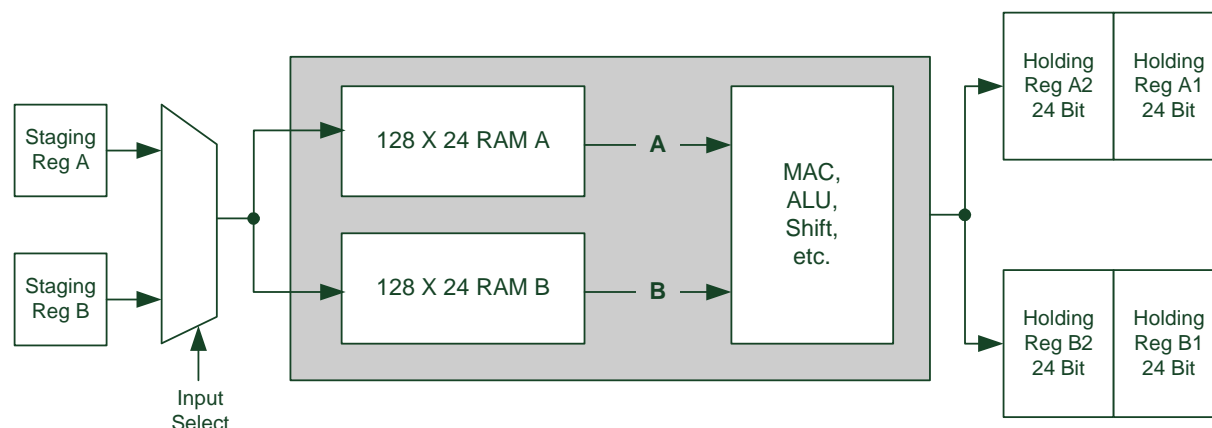 Staging
Reg A
Staging
Reg B
Input
Select
128 X 24 RAM A
128 X 24 RAM B
A
B
MAC,
ALU,
Shift,
etc.
Holding
Reg A2
24 Bit
Holding
Reg A1
24 Bit
Holding
Reg B2
24 Bit
Holding
Reg B1
24 Bit